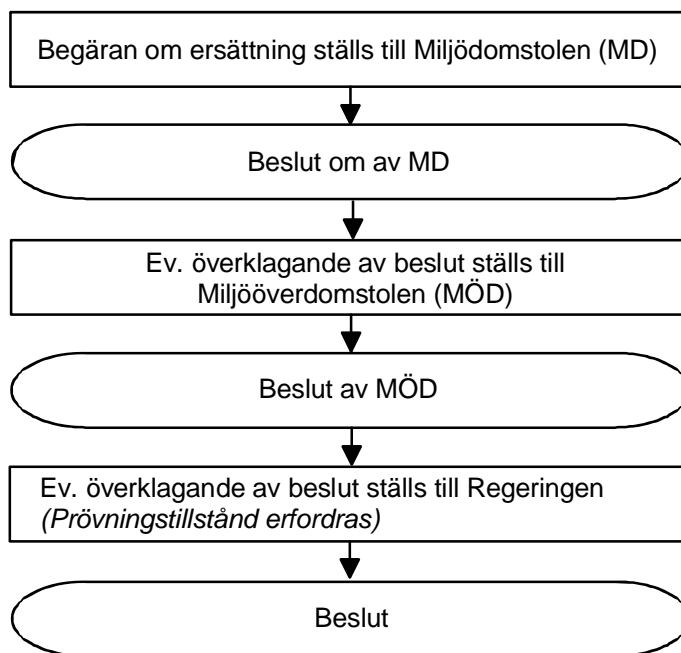 Begäran om ersättning ställs till Miljödomstolen (MD)
Beslut om av MD
Ev. överklagande av beslut ställs till
Miljööverdomstolen (MÖD)
Beslut av MÖD
Ev. överklagande av beslut ställs till Regeringen
(Prövningstillstånd erfordras)
Beslut